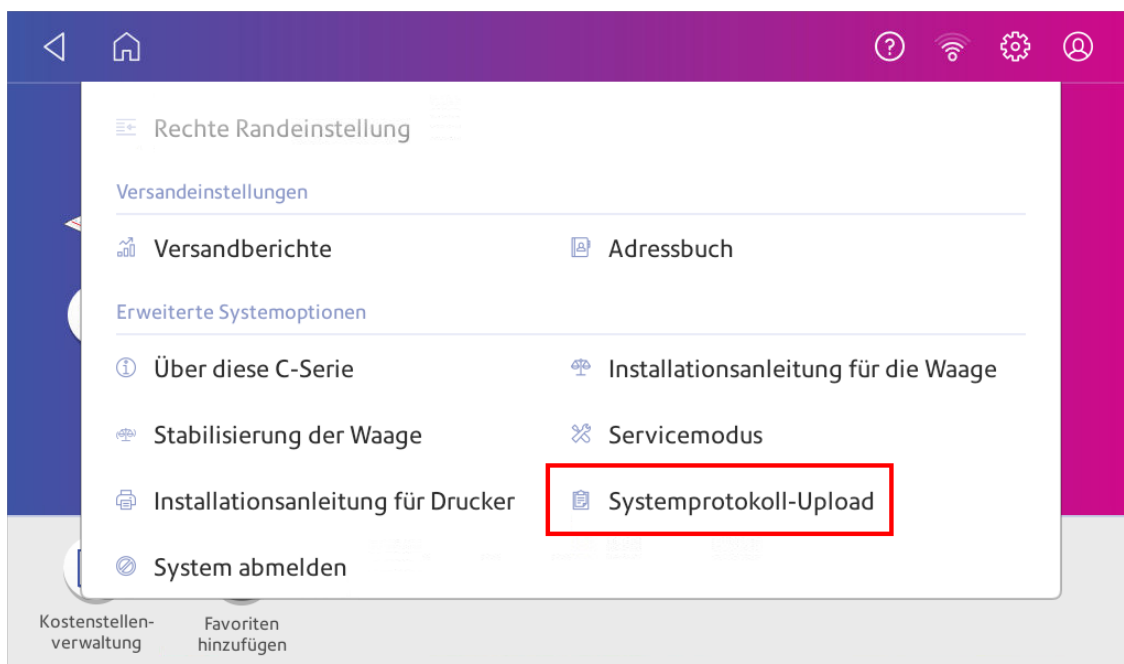 Rechte Randeinstellung
Versandeinstellungen
Versandberichte
Adressbuch
Erweiterte Systemoptionen
Über diese C-Serie
Installationsanleitung für die Waage
Stabilisierung der Waage
Servicemodus
Installationsanleitung für Drucker
Systemprotokoll-Upload
System abmelden
Kostenstellen-
verwaltung
Favoriten
hinzufügen